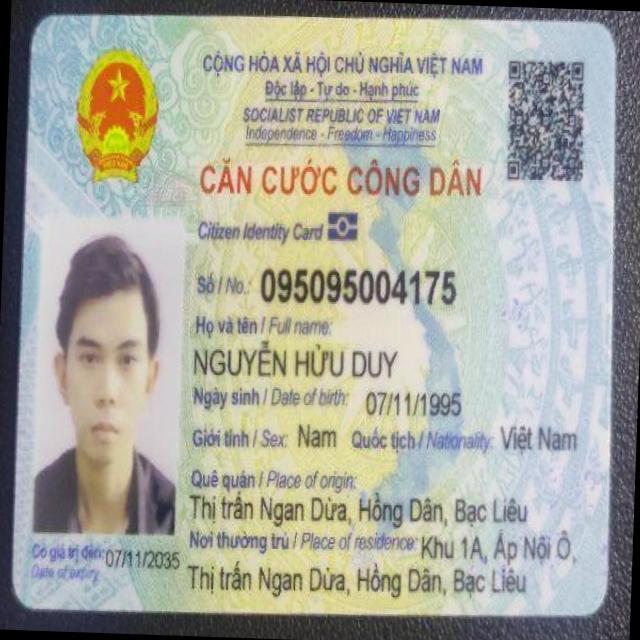 CỘNG HÒA XÃ HỘI CHỦ NGHĨA VIỆT NAM
Độc lập - Tự do - Hạnh phúc
SOCIALIST REPUBLIC OF VIET NAM
Independence - Freedom - Happiness
CĂN CƯỚC CÔNG DÂN
Citizen Identity Card
Số / No.: 095095004175
Họ và tên / Full name:
NGUYỄN HỬU DUY
Ngày sinh / Date of birth: 07/11/1995
Giới tính / Sex: Nam Quốc tịch / Nationality: Việt Nam
Quê quán / Place of origin:
Thị trấn Ngan Dừa, Hồng Dân, Bạc Liêu
Nơi thường trú / Place of residence: Khu 1A, Ấp Nội Ô,
Thị trấn Ngan Dừa, Hồng Dân, Bạc Liêu
Có giá trị đến: 07/11/2035
Date of expiry